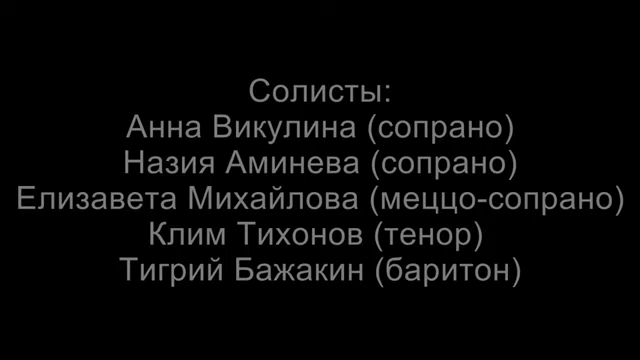 Солисты:
Анна Викулина (сопрано)
Назия Аминева (сопрано)
Елизавета Михайлова (меццо-сопрано)
Клим Тихонов (тенор)
Тигрий Бажакин (баритон)